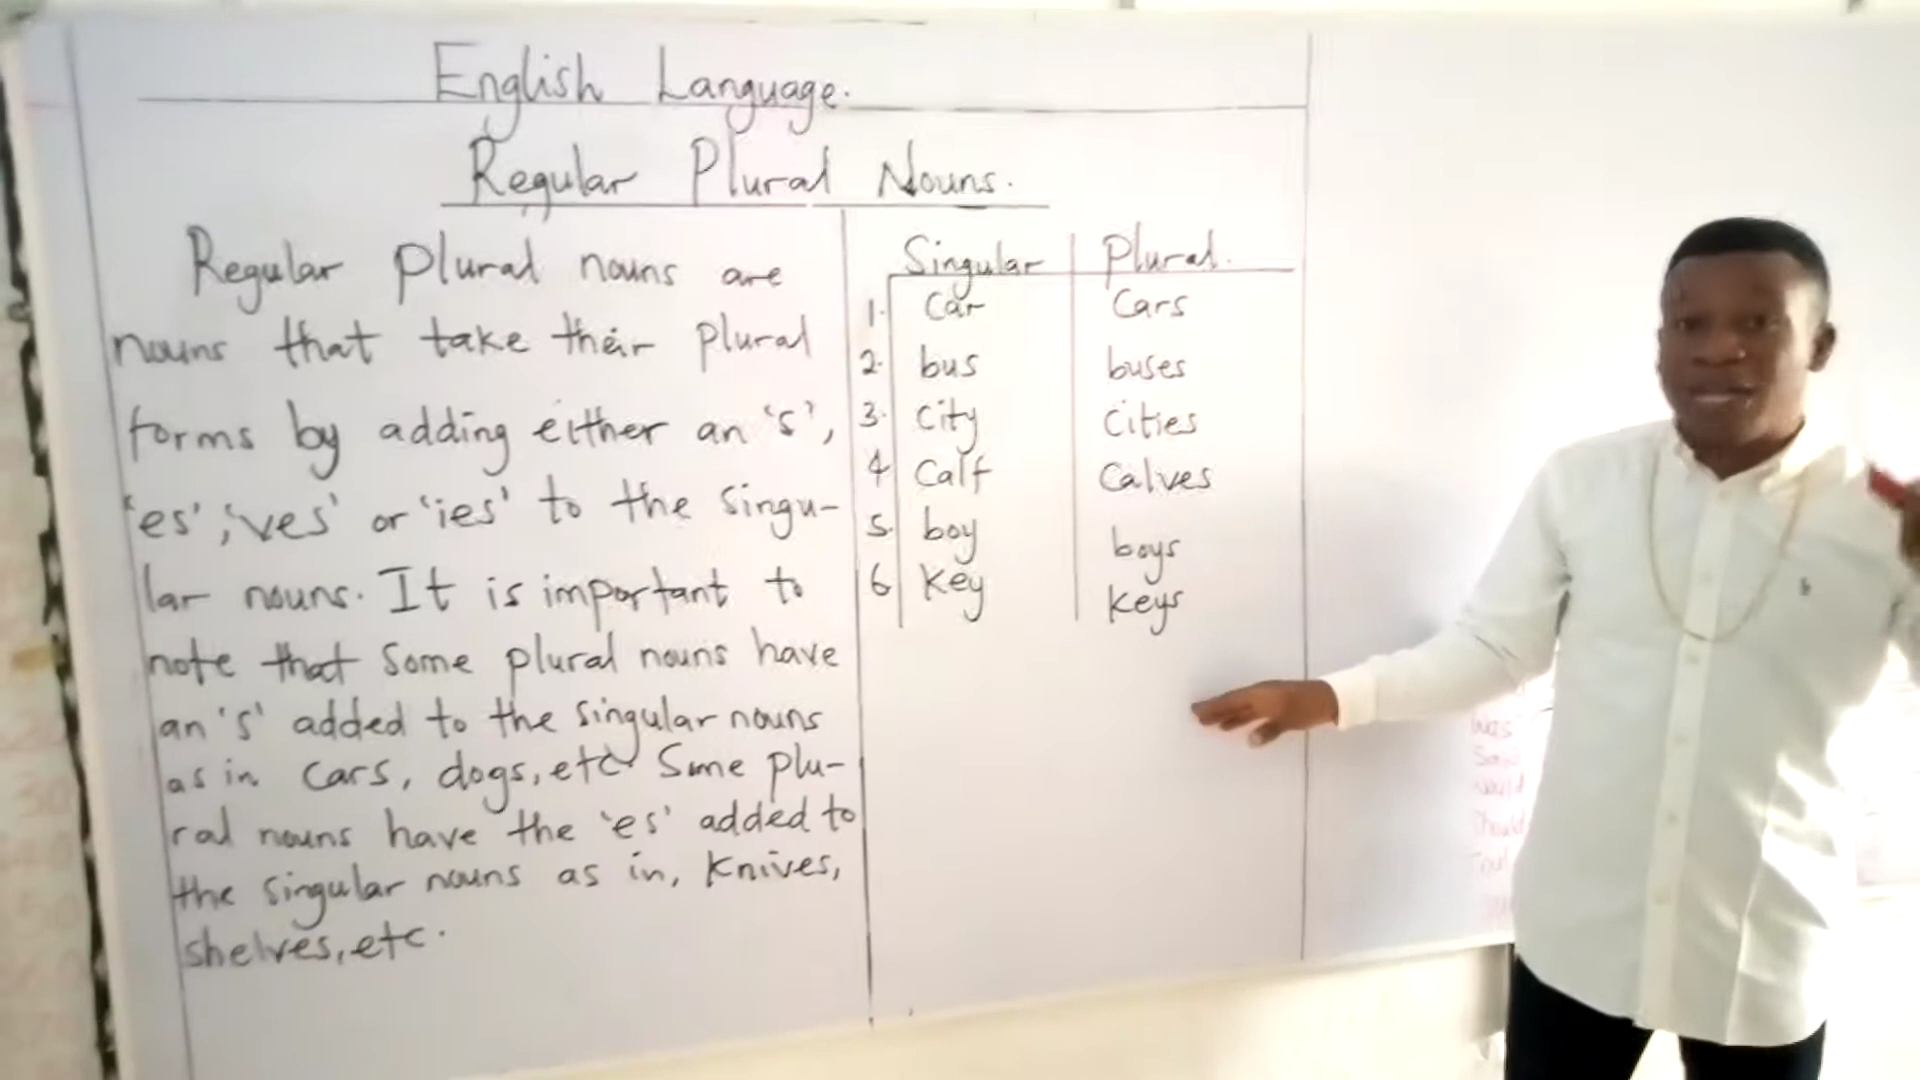 English Language.
Regular Plural Nouns.
Regular plural nouns are
nouns that take their plural
forms by adding either an 's',
'es', 'ves' or 'ies' to the singu-
lar nouns. It is important to
note that some plural nouns have
an 's' added to the singular nouns
as in cars, dogs, etc. Some plu-
ral nouns have the 'es' added to
the singular nouns as in, knives,
shelves, etc.
Singular Plural.
1. Car Cars
2. bus buses
3. City Cities
4 Calf Calves
5. boy boys
6 Key Keys
Was
Should